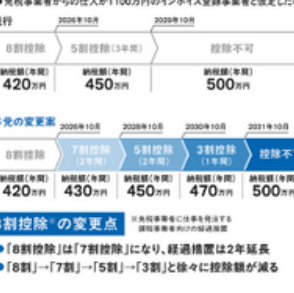 免税事業者からの仕入が1100万円のインボイス登録事業者と仮定した
行
2026年10月 2029年10月
8割控除 5割控除(3年間) 控除不可
納税額(年間) 納税額(年間) 納税額(年間)
420万円 450万円 500万円
党の変更案
2026年10月 2028年10月 2030年10月 2031年10月
8割控除 7割控除(2年間) 5割控除(2年間) 3割控除(1年間) 控除不
納税額(年間) 納税額(年間) 納税額(年間) 納税額(年間) 納税額(年
420万円 430万円 450万円 470万円 500万
割控除※の変更点
※免税事業者に仕事を発注する
課税事業者向けの経過措置
●「8割控除」は「7割控除」になり、経過措置は2年延長
●「8割」→「7割」→「5割」→「3割」と徐々に控除額が減る